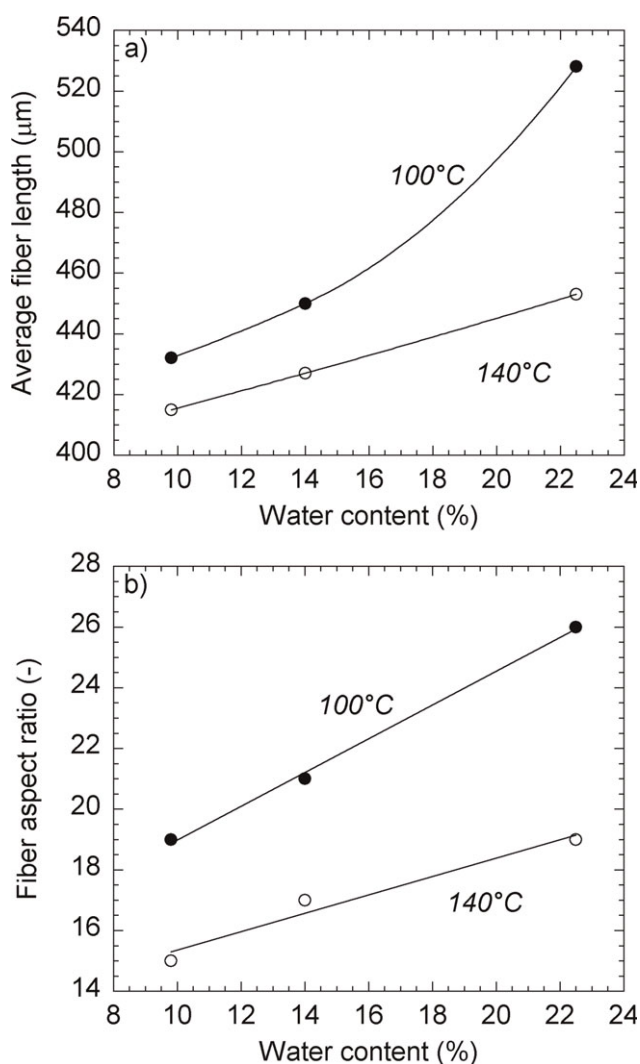 a)
Average fiber length (μm)
540
520
500
480
460
440
420
400
100°C
140°C
8 10 12 14 16 18 20 22 24
Water content (%)
b)
Fiber aspect ratio (-)
28
26
24
22
20
18
16
14
100°C
140°C
8 10 12 14 16 18 20 22 24
Water content (%)